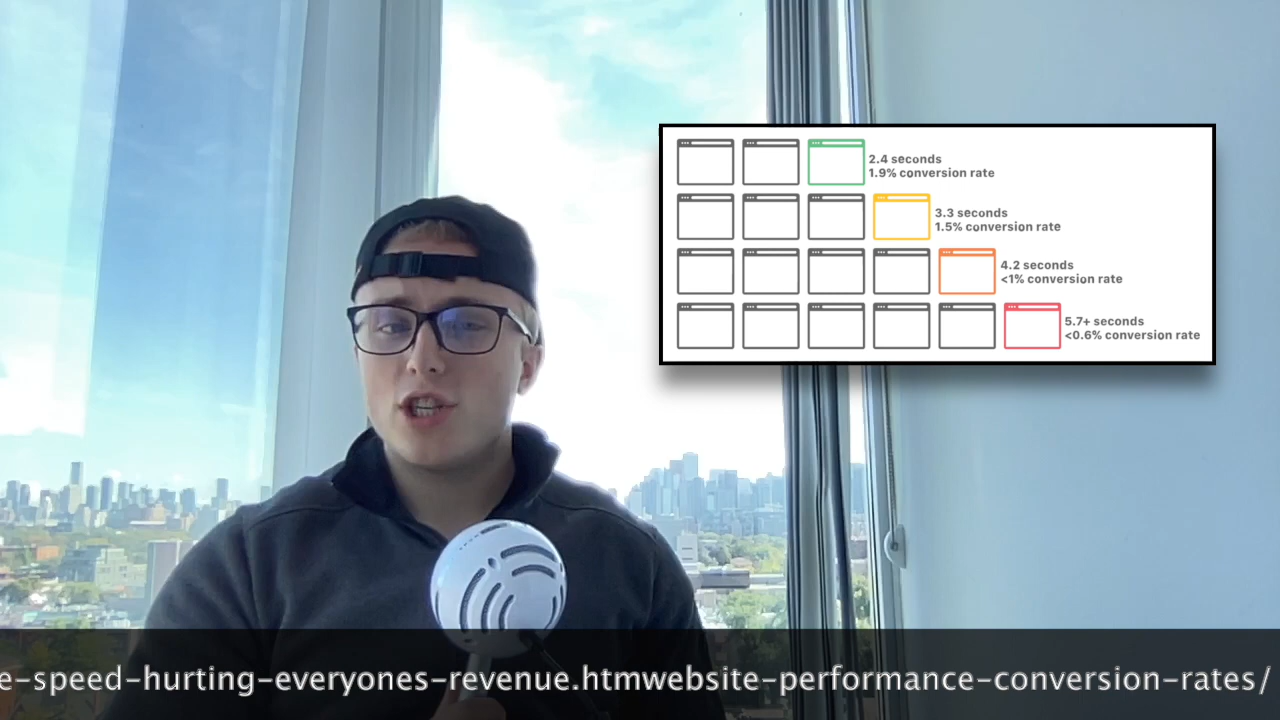 2.4 seconds
1.9% conversion rate
3.3 seconds
1.5% conversion rate
4.2 seconds
<1% conversion rate
5.7+ seconds
<0.6% conversion rate
e-speed-hurting-everyones-revenue.htmwebsite-performance-conversion-rates/